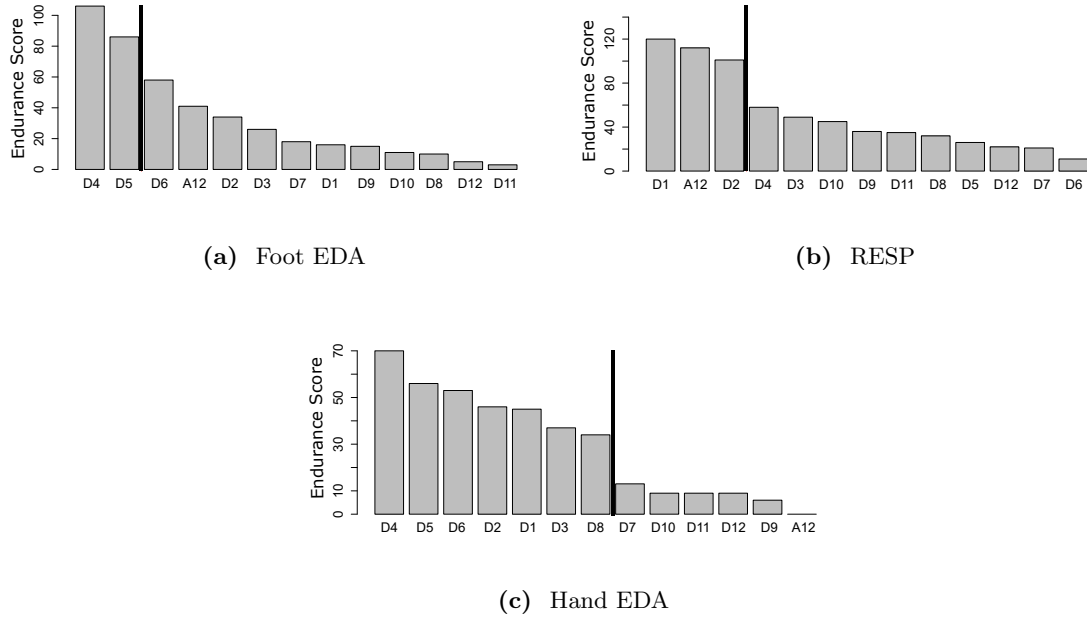 Endurance Score
0 20 40 60 80 100
D4 D5 D6 A12 D2 D3 D7 D1 D9 D10 D8 D12 D11
(a) Foot EDA
Endurance Score
0 40 80 120
D1 A12 D2 D4 D3 D10 D9 D11 D8 D5 D12 D7 D6
(b) RESP
Endurance Score
0 10 30 50 70
D4 D5 D6 D2 D1 D3 D8 D7 D10 D11 D12 D9 A12
(c) Hand EDA